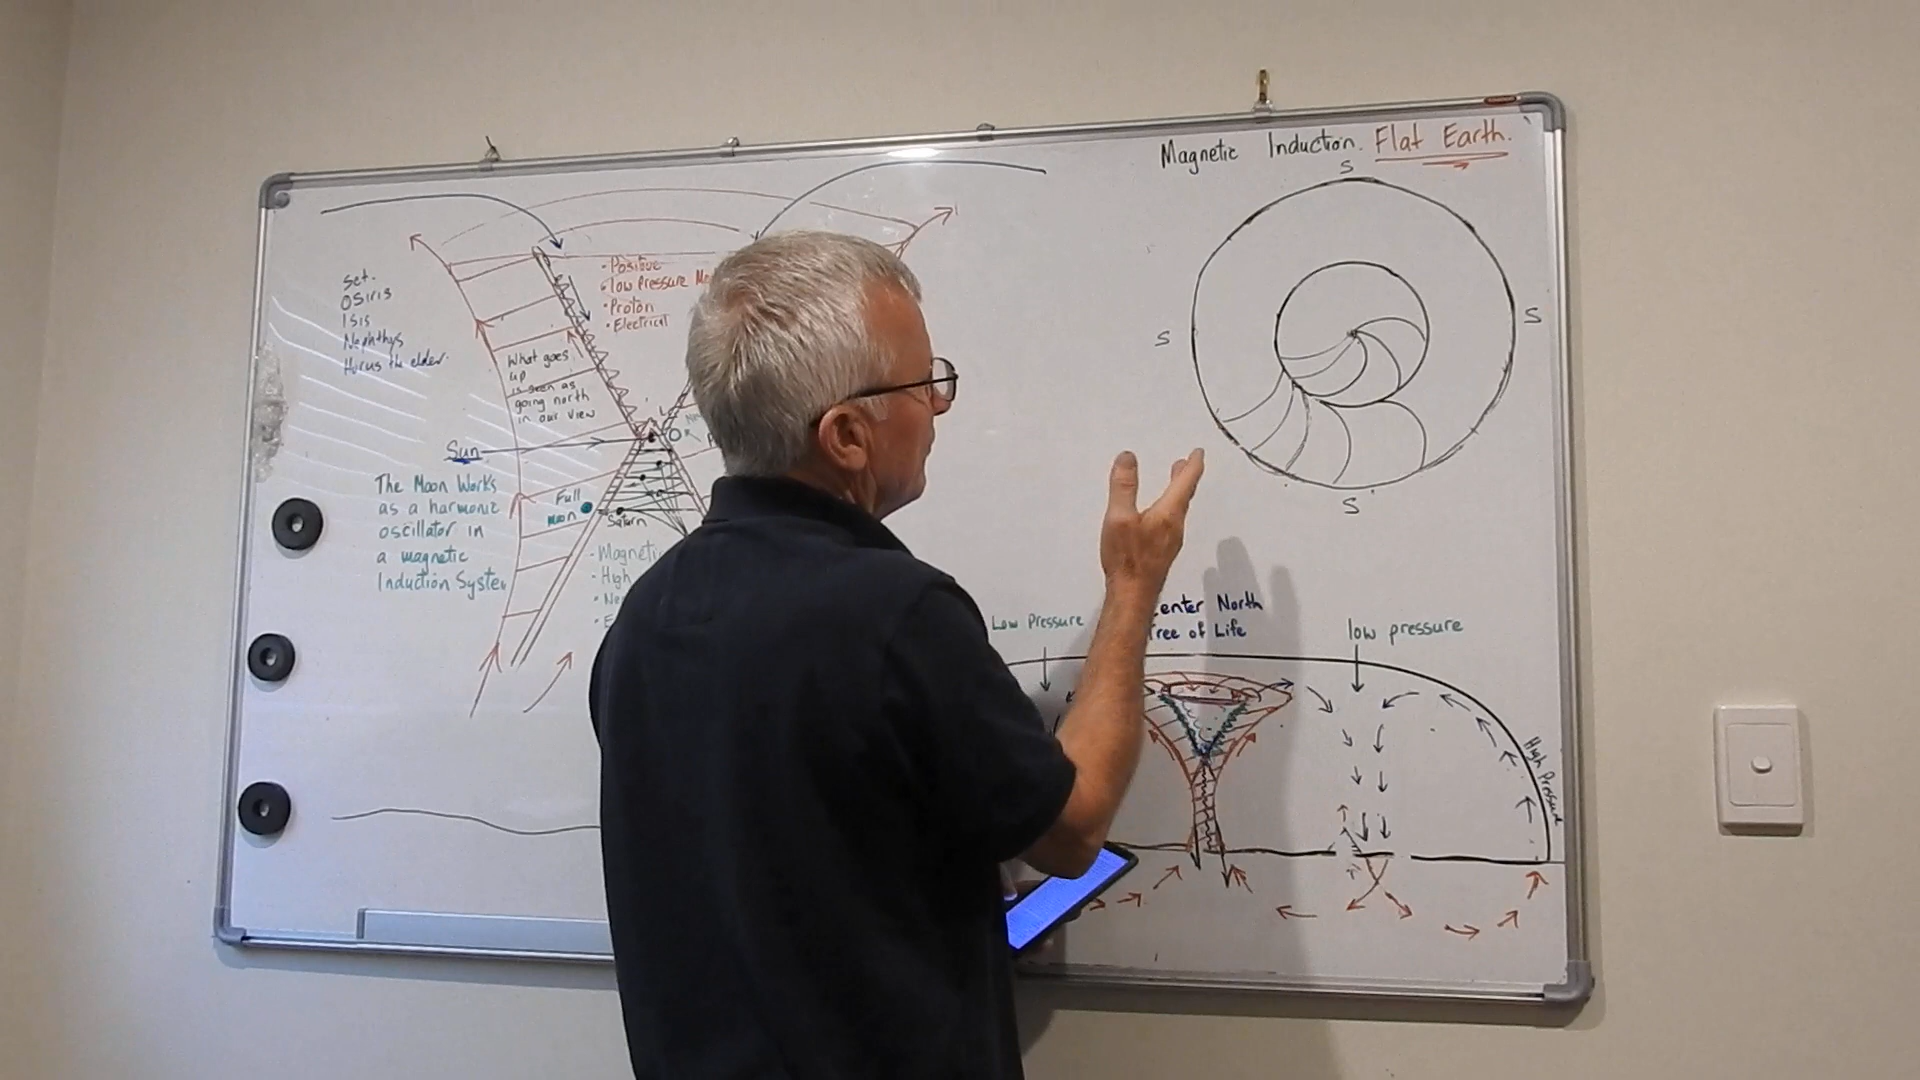 Magnetic Induction. Flat Earth.
S
S
S
S
Set.
Osiris
Isis
Nephthys
Horus the elder.
• Positive
• low Pressure
• Proton
• Electrical
What goes
up
is seen as
going north
in our view
Sun
The Moon Works
as a harmonic
oscillator in
a magnetic
Induction System
Full
moon
Saturn
- Magnetic
- High
Low Pressure
Center North
Tree of Life
low pressure
High Pressure